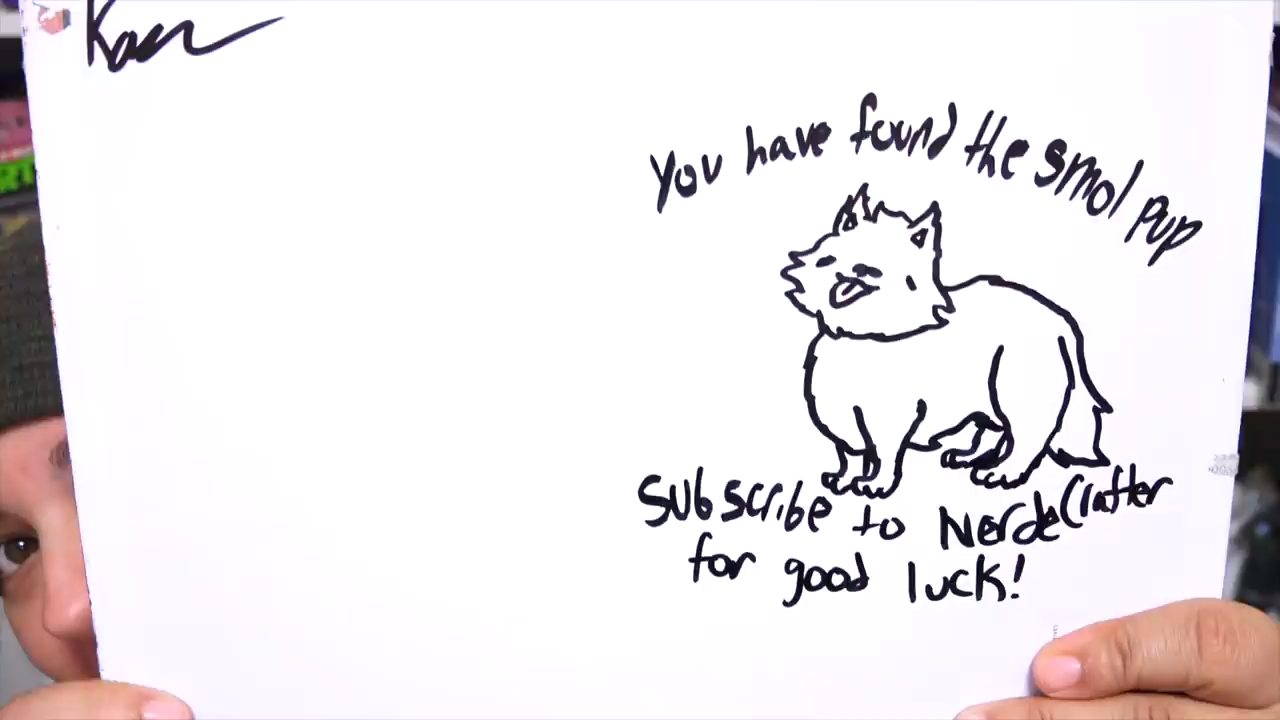 You have found the smol pup
Subscribe to NerdeCrafter
for good luck!